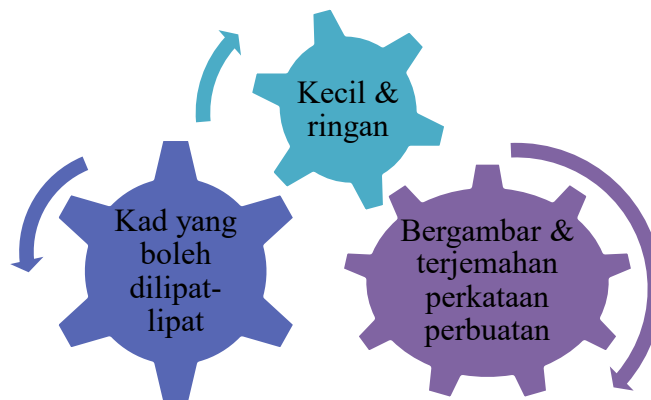 Kecil &
ringan
Kad yang
boleh
dilipat-
lipat
Bergambar &
terjemahan
perkataan
perbuatan